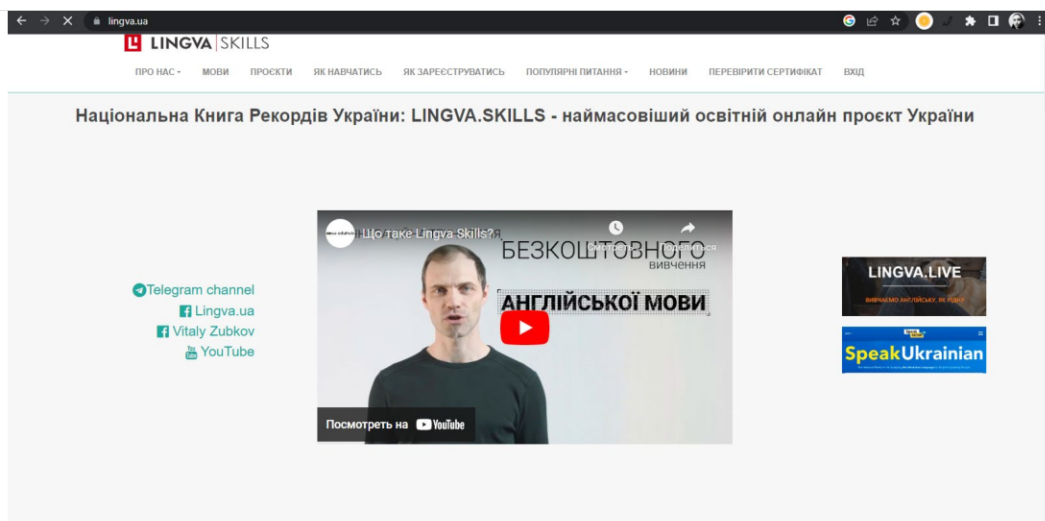 lingva.ua
LINGVA SKILLS
ПРО НАС МОВИ ПРОЄКТИ ЯК НАВЧАТИСЬ ЯК ЗАРЕЄСТРУВАТИСЬ ПОПУЛЯРНІ ПИТАННЯ НОВИНИ ПЕРЕВІРИТИ СЕРТИФІКАТ ВХІД
Національна Книга Рекордів України: LINGVA.SKILLS - наймасовіший освітній онлайн проєкт України
Що таке Lingva.Skills?
БЕЗКОШТОВНОГО
ВИВЧЕННЯ
АНГЛІЙСЬКОЇ МОВИ
Посмотреть на YouTube
Telegram channel
Lingva.ua
Vitaly Zubkov
YouTube
LINGVA.LIVE
ВИВЧАЄМО АНГЛІЙСЬКУ, ЯК РІДНУ
SpeakUkrainian